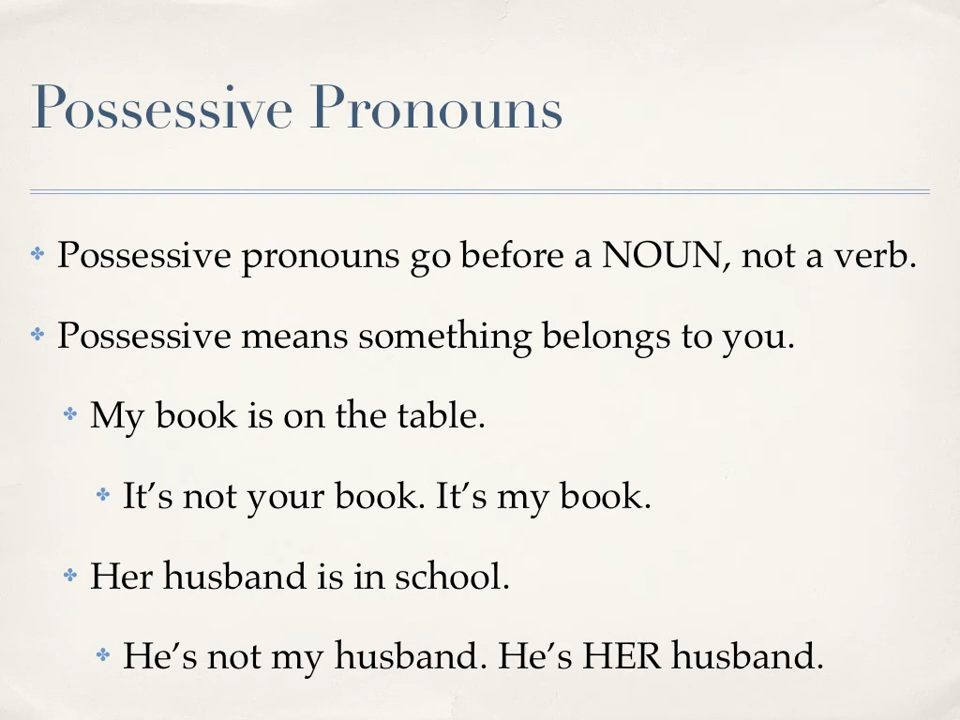 Possessive Pronouns
Possessive pronouns go before a NOUN, not a verb.
Possessive means something belongs to you.
My book is on the table.
It’s not your book. It’s my book.
Her husband is in school.
He’s not my husband. He’s HER husband.